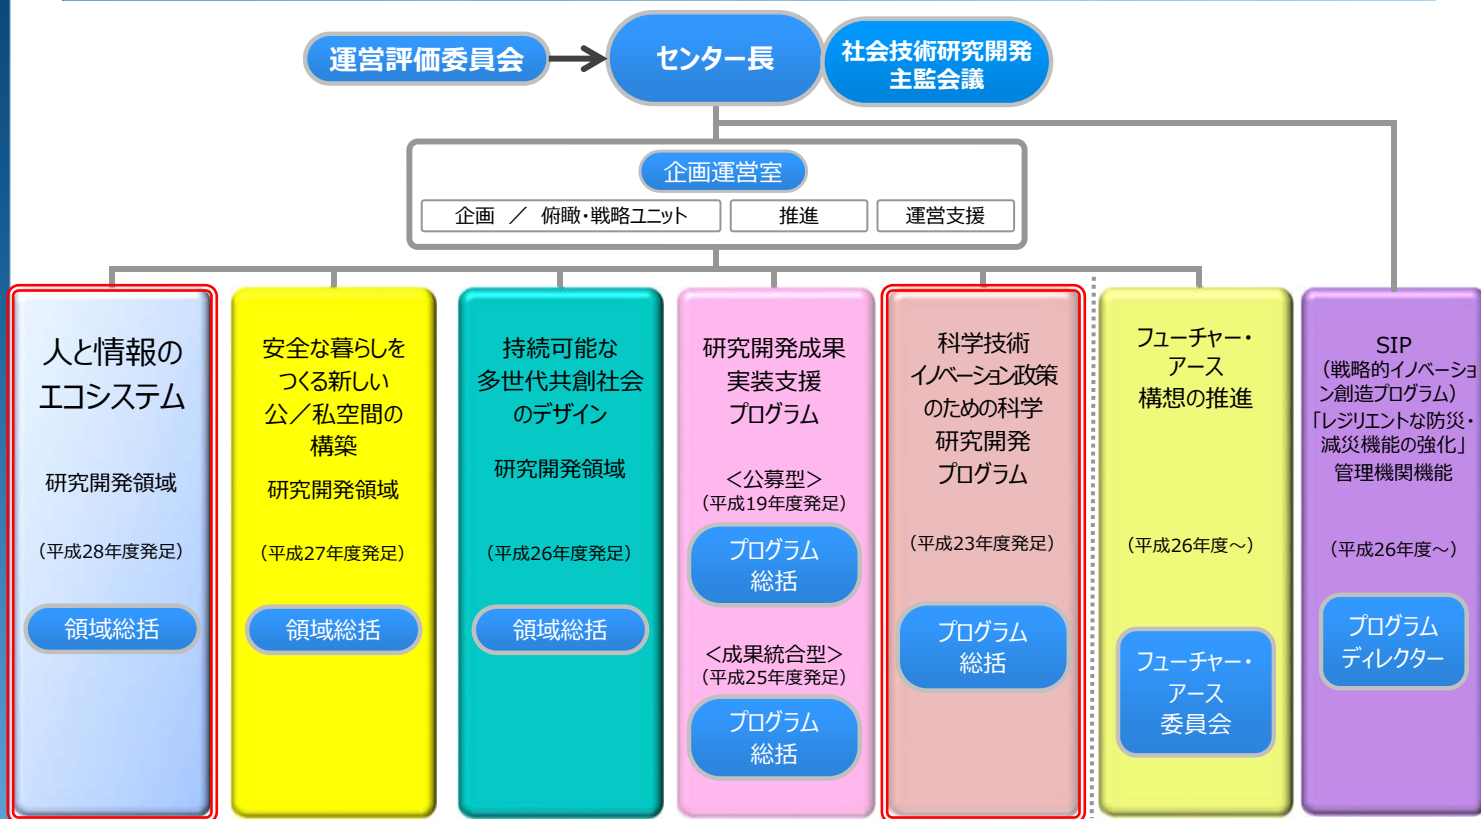 運営評価委員会
センター長
社会技術研究開発
主監会議
企画運営室
企画 ／ 俯瞰・戦略ユニット
推進
運営支援
人と情報の
エコシステム
研究開発領域
（平成28年度発足）
領域総括
安全な暮らしを
つくる新しい
公／私空間の
構築
研究開発領域
（平成27年度発足）
領域総括
持続可能な
多世代共創社会
のデザイン
研究開発領域
（平成26年度発足）
領域総括
研究開発成果
実装支援
プログラム
＜公募型＞
（平成19年度発足）
プログラム
総括
＜成果統合型＞
（平成25年度発足）
プログラム
総括
科学技術
イノベーション政策
のための科学
研究開発
プログラム
（平成23年度発足）
プログラム
総括
フューチャー・
アース
構想の推進
（平成26年度～）
フューチャー・
アース
委員会
SIP
（戦略的イノベーショ
ン創造プログラム）
「レジリエントな防災・
減災機能の強化」
管理機関機能
（平成26年度～）
プログラム
ディレクター